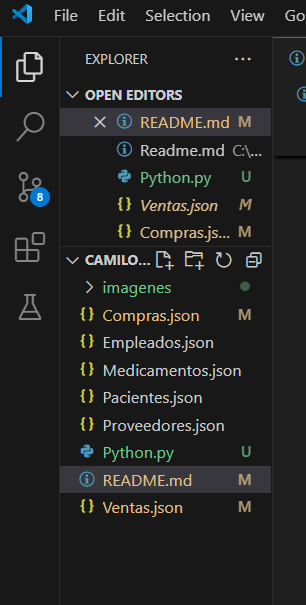 File Edit Selection View Go
EXPLORER ...
OPEN EDITORS
README.md M
Readme.md C:\...
Python.py U
{} Ventas.json M
{} Compras.js... M
CAMILO...
8
imagenes
{} Compras.json M
{} Empleados.json
{} Medicamentos.json
{} Pacientes.json
{} Proveedores.json
Python.py U
README.md M
{} Ventas.json M